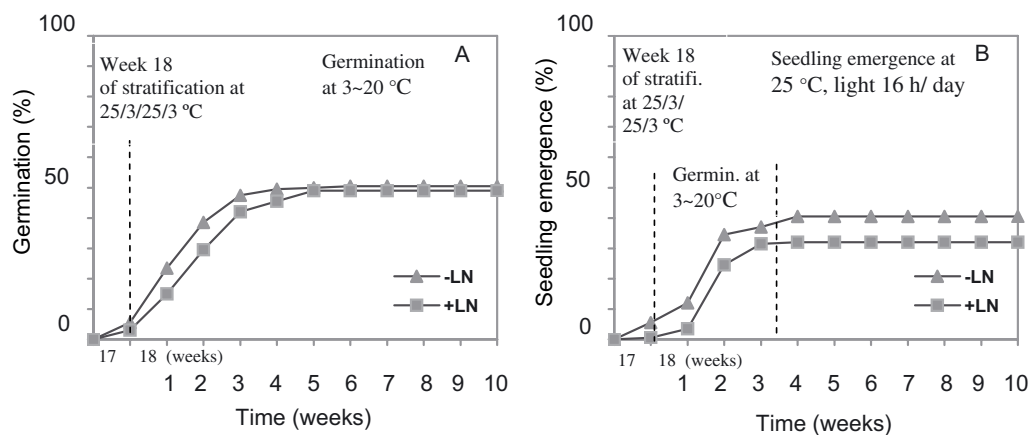 100
50
0
Germination (%)
Week 18
of stratification at
25/3/25/3 ºC
Germination
at 3~20 °C
A
-LN
+LN
17 18 (weeks)
1 2 3 4 5 6 7 8 9 10
Time (weeks)
100
50
0
Seedling emergence (%)
Week 18
of stratifi.
at 25/3/
25/3 ºC
Seedling emergence at
25 °C, light 16 h/ day
B
Germin. at
3~20°C
-LN
+LN
17 18 (weeks)
1 2 3 4 5 6 7 8 9 10
Time (weeks)